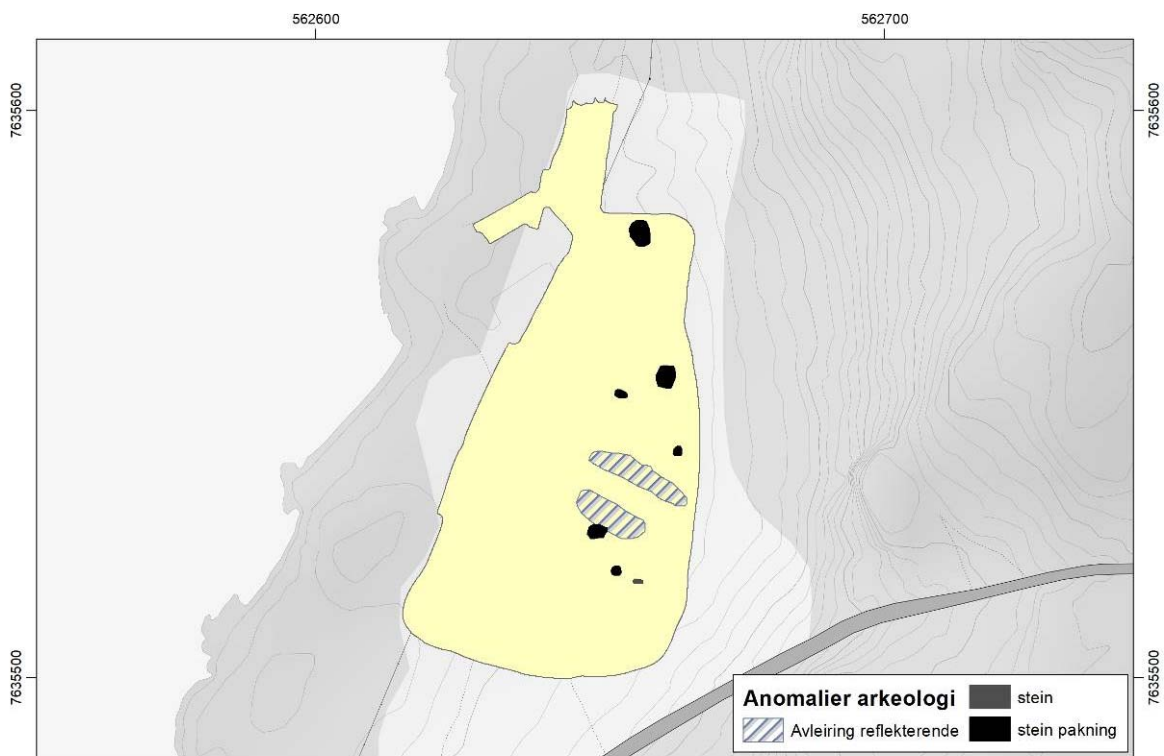 562600 562700
7635600 7635600
7635500 7635500
Anomalier arkeologi
stein
Avleiring reflekterende
stein pakning